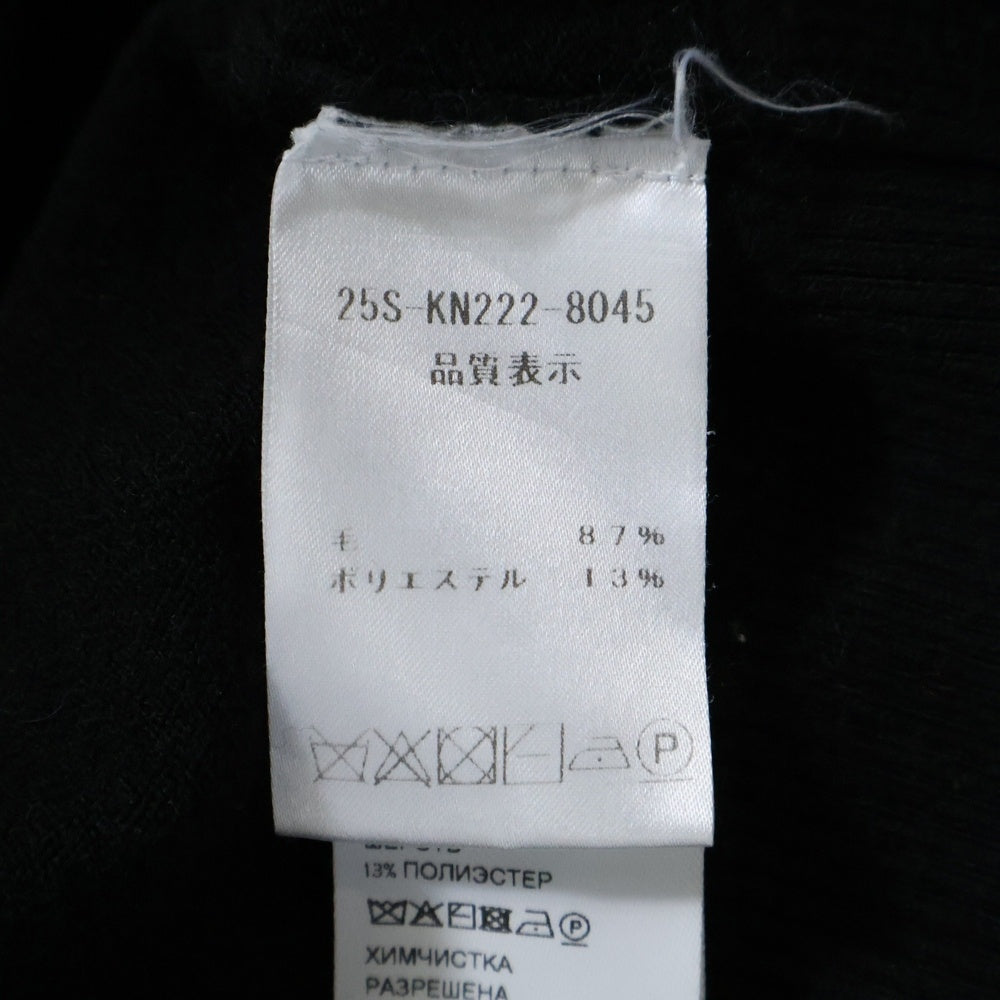 25S-KN222-8045
品質表示
毛 87%
ポリエステル 13%
P
13% ПОЛИЭСТЕР
P
ХИМЧИСТКА
РАЗРЕШЕНА